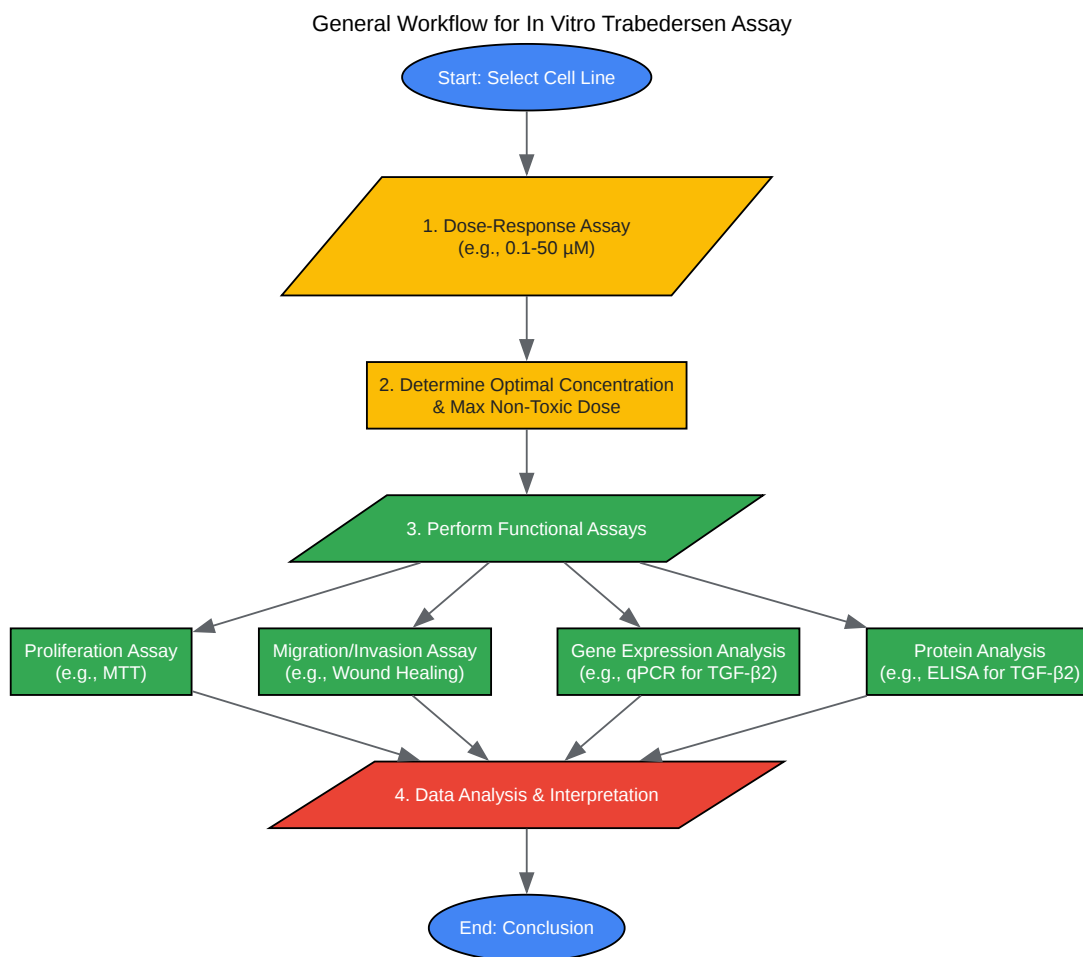 General Workflow for In Vitro Trabedersen Assay
Start: Select Cell Line
1. Dose-Response Assay
(e.g., 0.1-50 µM)
2. Determine Optimal Concentration
& Max Non-Toxic Dose
3. Perform Functional Assays
Proliferation Assay
(e.g., MTT)
Migration/Invasion Assay
(e.g., Wound Healing)
Gene Expression Analysis
(e.g., qPCR for TGF-β2)
Protein Analysis
(e.g., ELISA for TGF-β2)
4. Data Analysis & Interpretation
End: Conclusion